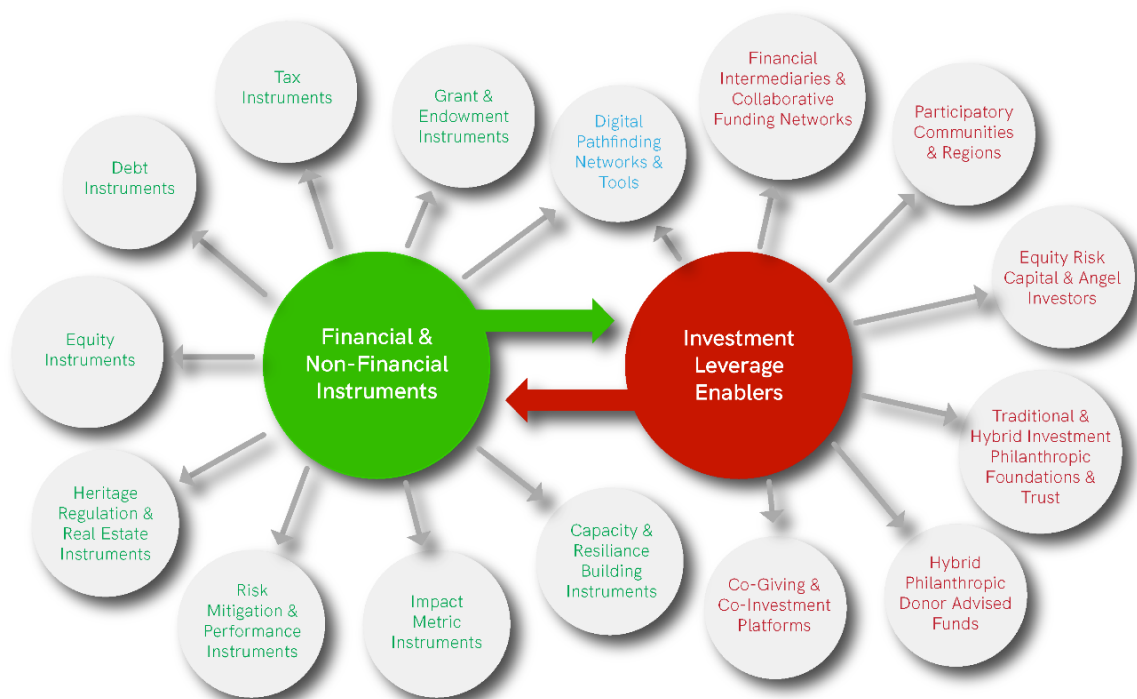 Tax
Instruments
Grant &
Endowment
Instruments
Digital
Pathfinding
Networks &
Tools
Financial
Intermediaries &
Collaborative
Funding Networks
Participatory
Communities
& Regions
Debt
Instruments
Equity Risk
Capital & Angel
Investors
Equity
Instruments
Financial &
Non-Financial
Instruments
Investment
Leverage
Enablers
Traditional &
Hybrid Investment
Philanthropic
Foundations &
Trust
Heritage
Regulation &
Real Estate
Instruments
Risk
Mitigation &
Performance
Instruments
Impact
Metric
Instruments
Capacity &
Resiliance
Building
Instruments
Co-Giving &
Co-Investment
Platforms
Hybrid
Philanthropic
Donor Advised
Funds